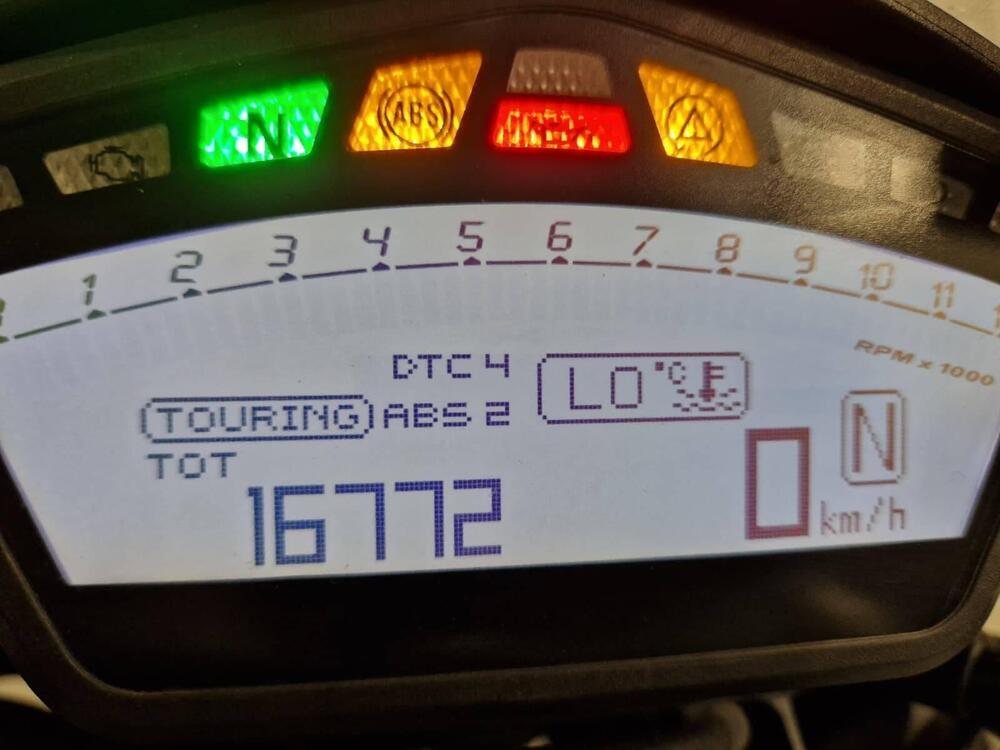 N
ABS
1 2 3 4 5 6 7 8 9 10 11
RPM x 1000
DTC 4
LO °C
TOURING
ABS 2
N
TOT
16772
0
km/h